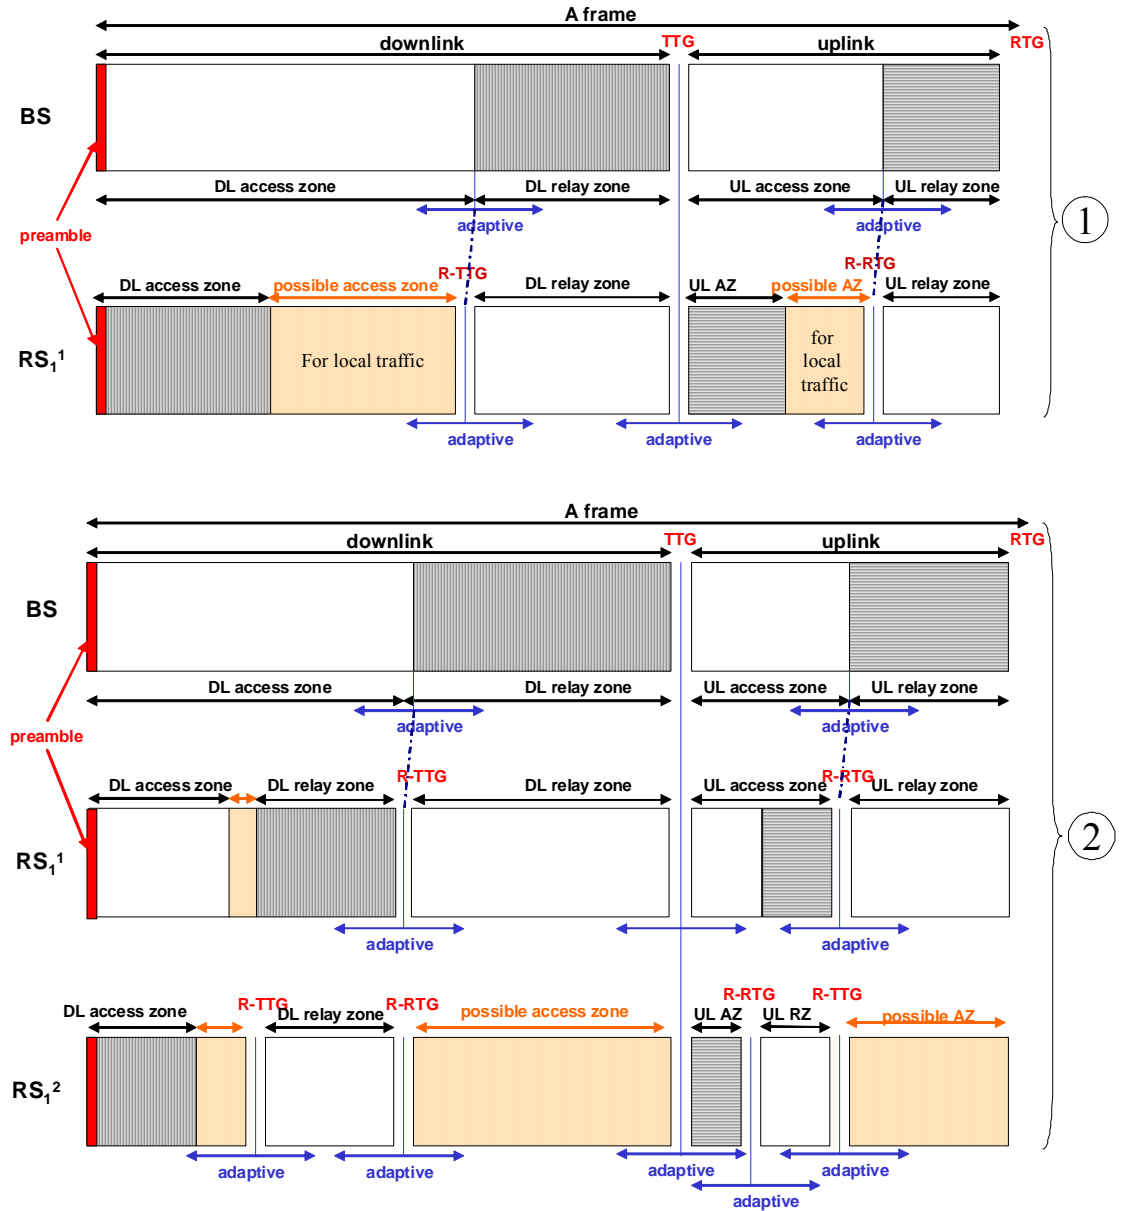 A frame
downlink TTG uplink RTG
BS
DL access zone DL relay zone UL access zone UL relay zone
adaptive adaptive
preamble
1
R-TTG R-RTG
DL access zone possible access zone DL relay zone UL AZ possible AZ UL relay zone
RS₁¹
For local traffic
for
local
traffic
adaptive adaptive adaptive
A frame
downlink TTG uplink RTG
BS
DL access zone DL relay zone UL access zone UL relay zone
adaptive adaptive
preamble
R-TTG R-RTG
DL access zone DL relay zone DL relay zone UL access zone UL relay zone
2
RS₁¹
adaptive adaptive
R-TTG R-RTG R-RTG R-TTG
DL access zone DL relay zone possible access zone UL AZ UL RZ possible AZ
RS₁²
adaptive adaptive adaptive adaptive
adaptive